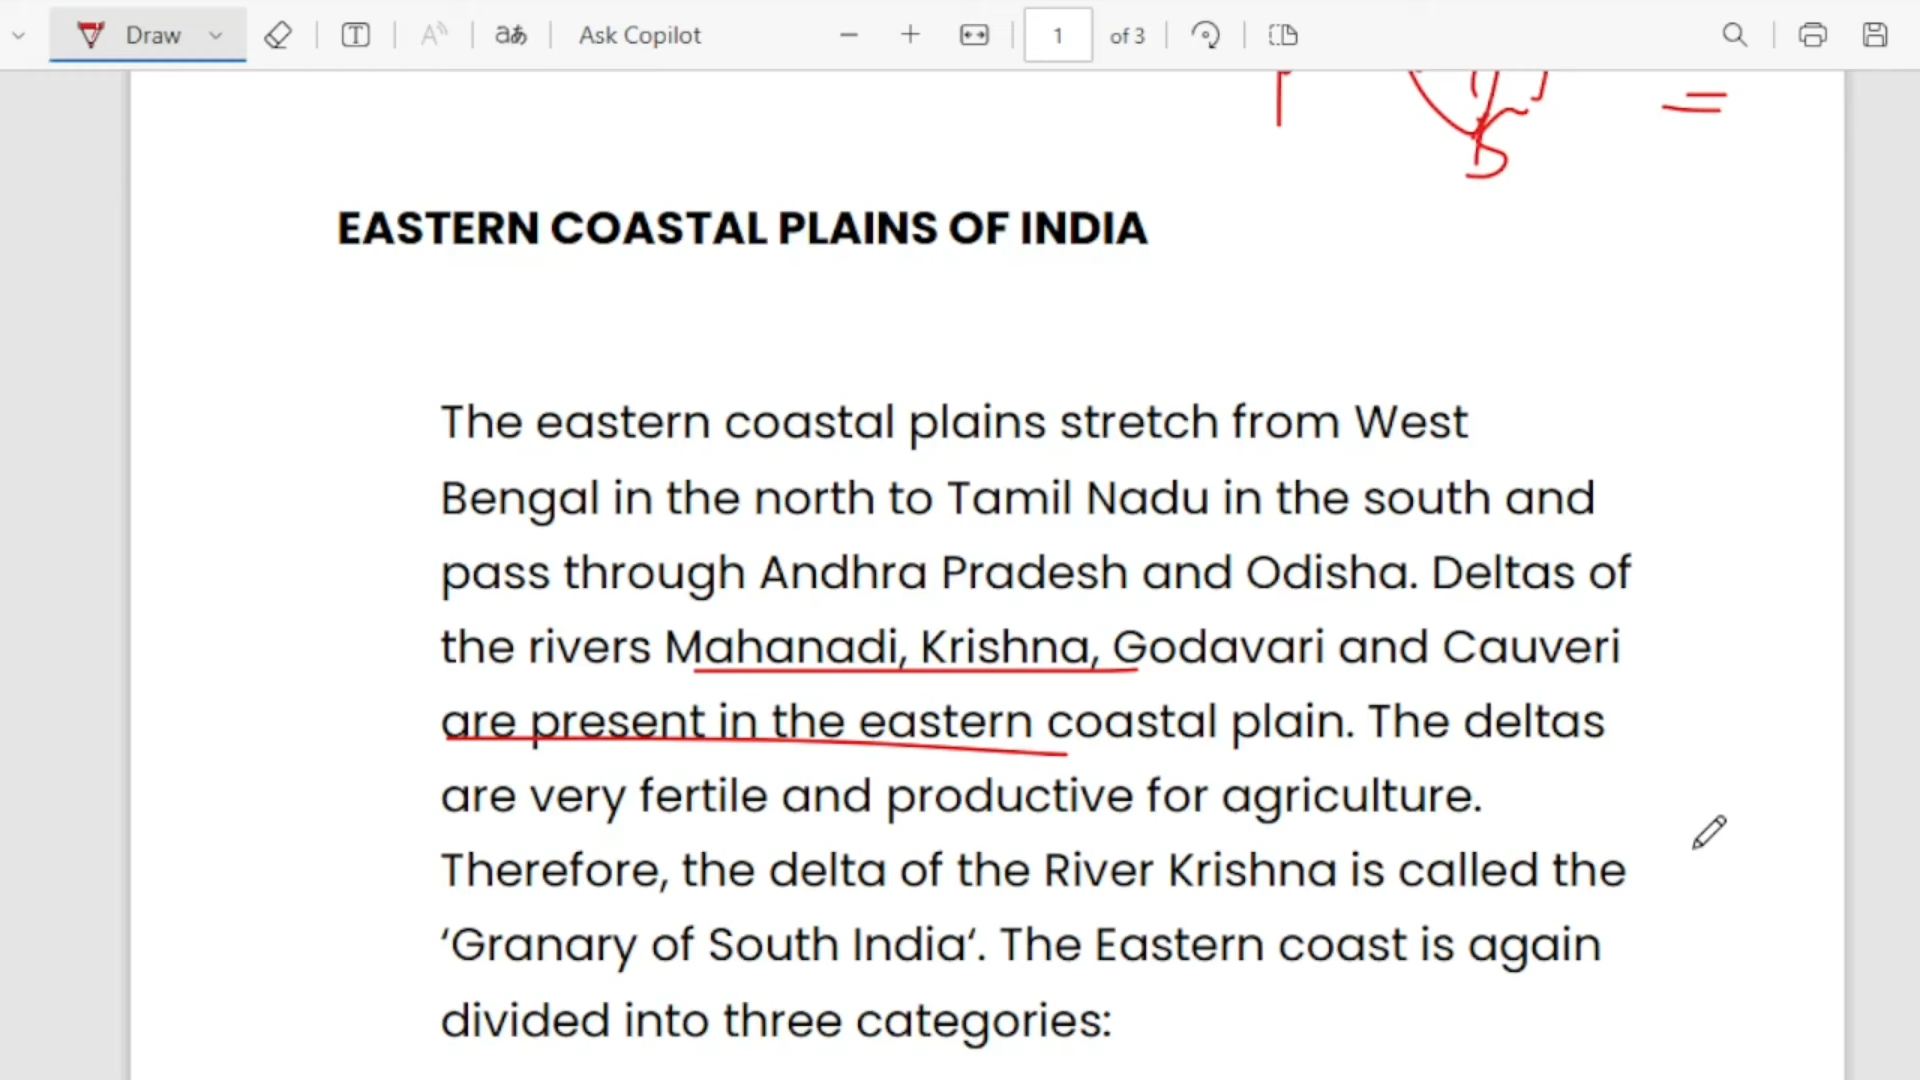 Draw
aあ
Ask Copilot
1
of 3
EASTERN COASTAL PLAINS OF INDIA
The eastern coastal plains stretch from West
Bengal in the north to Tamil Nadu in the south and
pass through Andhra Pradesh and Odisha. Deltas of
the rivers Mahanadi, Krishna, Godavari and Cauveri
are present in the eastern coastal plain. The deltas
are very fertile and productive for agriculture.
Therefore, the delta of the River Krishna is called the
‘Granary of South India‘. The Eastern coast is again
divided into three categories: